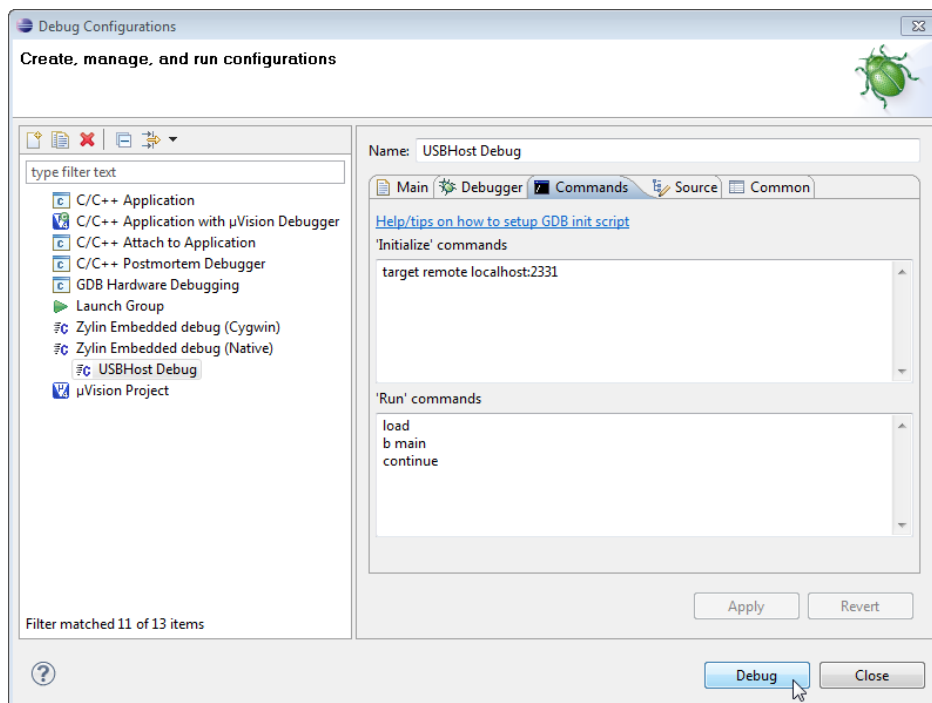 Debug Configurations
Create, manage, and run configurations
type filter text
C/C++ Application
C/C++ Application with µVision Debugger
C/C++ Attach to Application
C/C++ Postmortem Debugger
GDB Hardware Debugging
Launch Group
Zylin Embedded debug (Cygwin)
Zylin Embedded debug (Native)
USBHost Debug
µVision Project
Filter matched 11 of 13 items
Name: USBHost Debug
Main Debugger Commands Source Common
Help/tips on how to setup GDB init script
'Initialize' commands
target remote localhost:2331
'Run' commands
load
b main
continue
Apply Revert
Debug Close